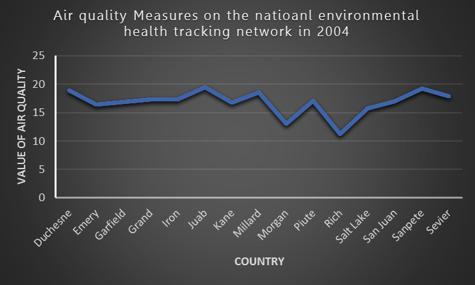 Air quality Measures on the natioanl environmental
health tracking network in 2004
VALUE OF AIR QUALITY
25
20
15
10
5
0
Duchesne
Emery
Garfield
Grand
Iron
Juab
Kane
Millard
Morgan
Piute
Rich
Salt Lake
San Juan
Sanpete
Sevier
COUNTRY